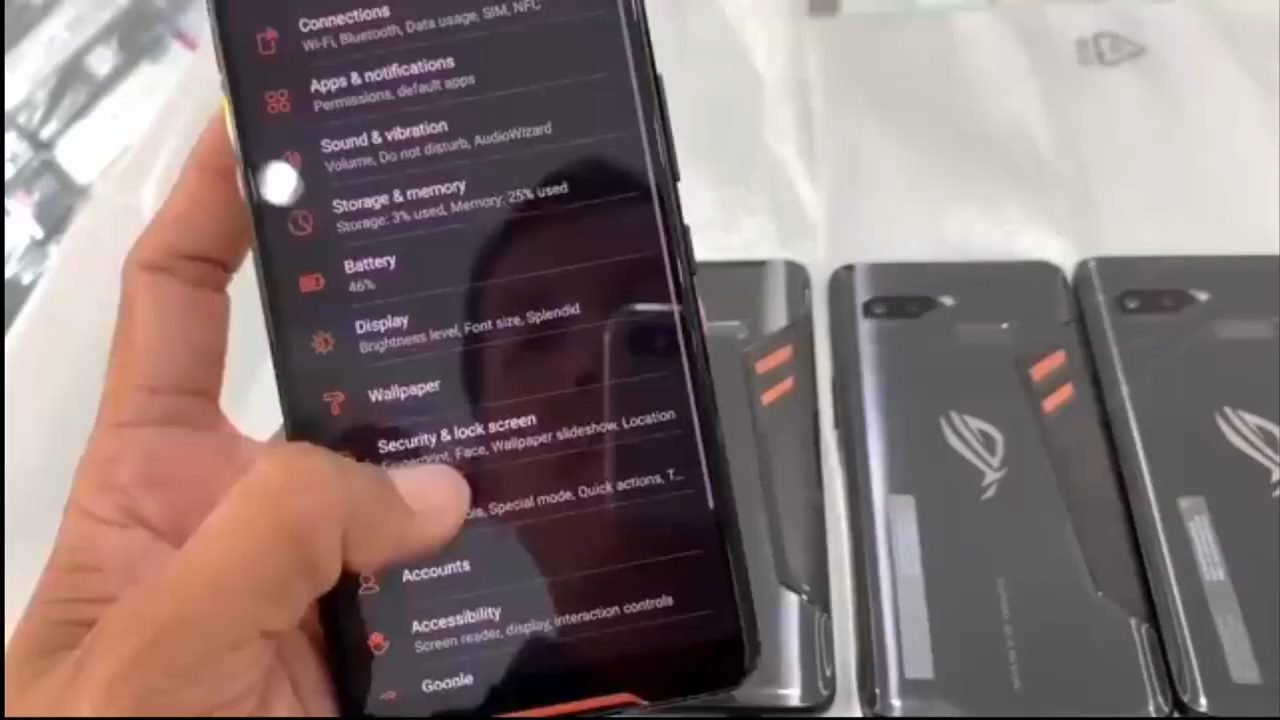 Connections
Wi-Fi, Bluetooth, Data usage, SIM, NFC
Apps & notifications
Permissions, default apps
Sound & vibration
Volume, Do not disturb, AudioWizard
Storage & memory
Storage: 3% used, Memory: 25% used
Battery
46%
Display
Brightness level, Font size, Splendid
Wallpaper
Security & lock screen
Face, Wallpaper slideshow, Location
Special mode, Quick actions, T...
Accounts
Accessibility
Screen reader, display, interaction controls
Google